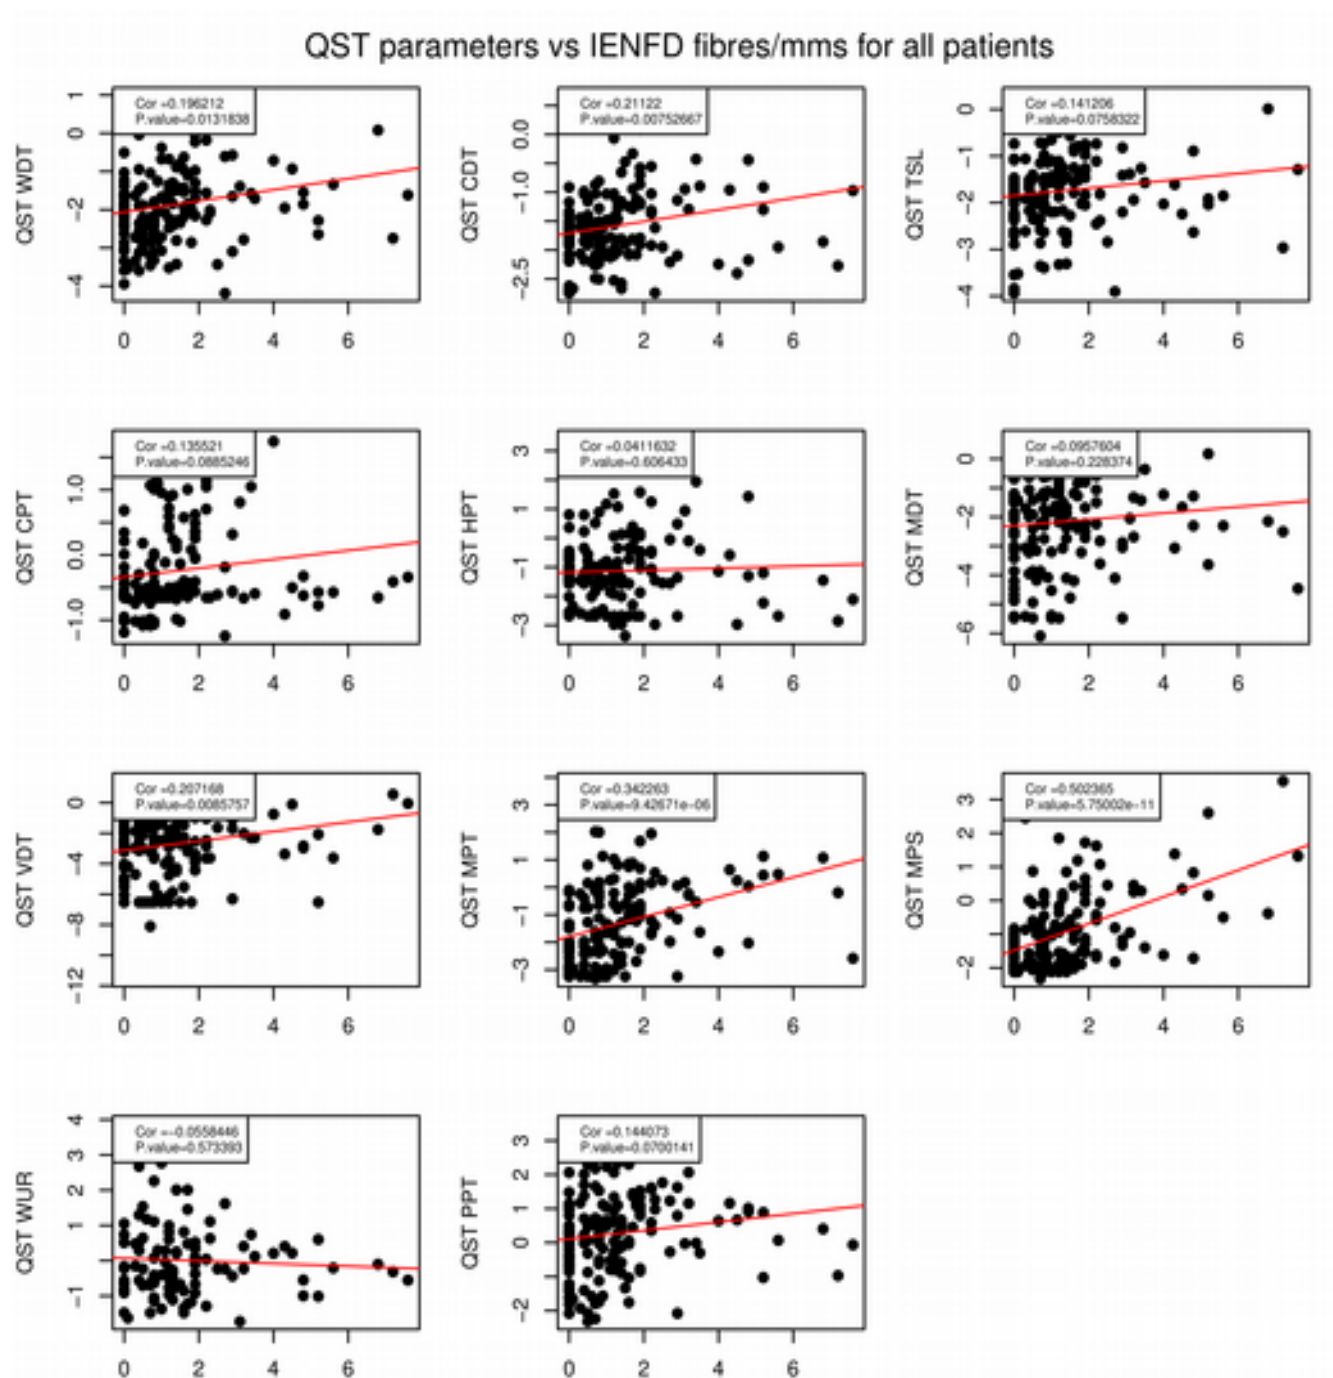 QST parameters vs IENFD fibres/mms for all patients
Cor =0.196212
P.value=0.0131838
QST WDT
1
0
−2
−4
0 2 4 6
Cor =0.21122
P.value=0.00752667
QST CDT
0.0
−1.0
−2.5
0 2 4 6
Cor =0.141206
P.value=0.0758322
QST TSL
0
−1
−2
−3
−4
0 2 4 6
Cor =0.135521
P.value=0.0885246
QST CPT
1.0
0.0
−1.0
0 2 4 6
Cor =0.0411632
P.value=0.606433
QST HPT
3
1
−1
−3
0 2 4 6
Cor =0.0957604
P.value=0.228374
QST MDT
0
−2
−4
−6
0 2 4 6
Cor =0.207168
P.value=0.0085757
QST VDT
0
−4
−8
−12
0 2 4 6
Cor =0.342263
P.value=9.42671e−06
QST MPT
3
1
−1
−3
0 2 4 6
Cor =0.502365
P.value=5.75002e−11
QST MPS
3
2
1
0
−2
0 2 4 6
Cor =−0.0558446
P.value=0.573393
QST WUR
4
3
2
1
−1
0 2 4 6
Cor =0.144073
P.value=0.0700141
QST PPT
3
2
1
0
−2
0 2 4 6